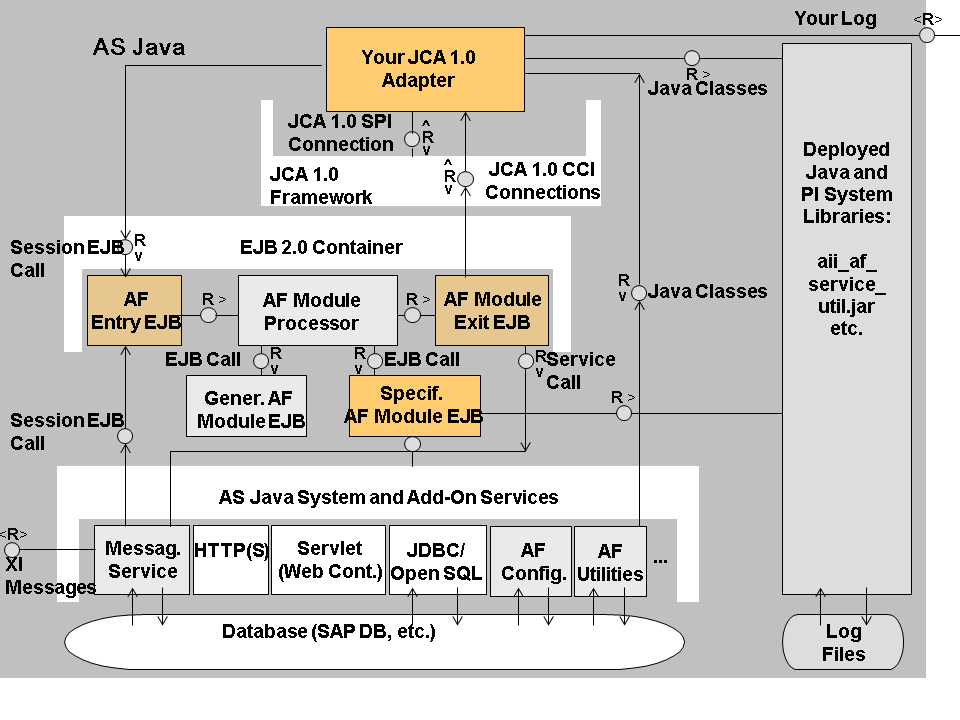 Your Log
<R>
AS Java
Your JCA 1.0
Adapter
R >
Java Classes
JCA 1.0 SPI
Connection
< R >
JCA 1.0
Framework
< R >
JCA 1.0 CCI
Connections
Deployed
Java and
PI System
Libraries:
aii_af_
service_
util.jar
etc.
Session EJB
Call
R
v
EJB 2.0 Container
AF
Entry EJB
R >
AF Module
Processor
R >
AF Module
Exit EJB
R
v
Java Classes
EJB Call
R
v
R
v
EJB Call
R
v
Service
Call
Gener. AF
Module EJB
Specif.
AF Module EJB
R >
Session EJB
Call
AS Java System and Add-On Services
<R>
XI
Messages
Messag.
Service
HTTP(S)
Servlet
(Web Cont.)
JDBC/
Open SQL
AF
Config.
AF
Utilities
...
Database (SAP DB, etc.)
Log
Files